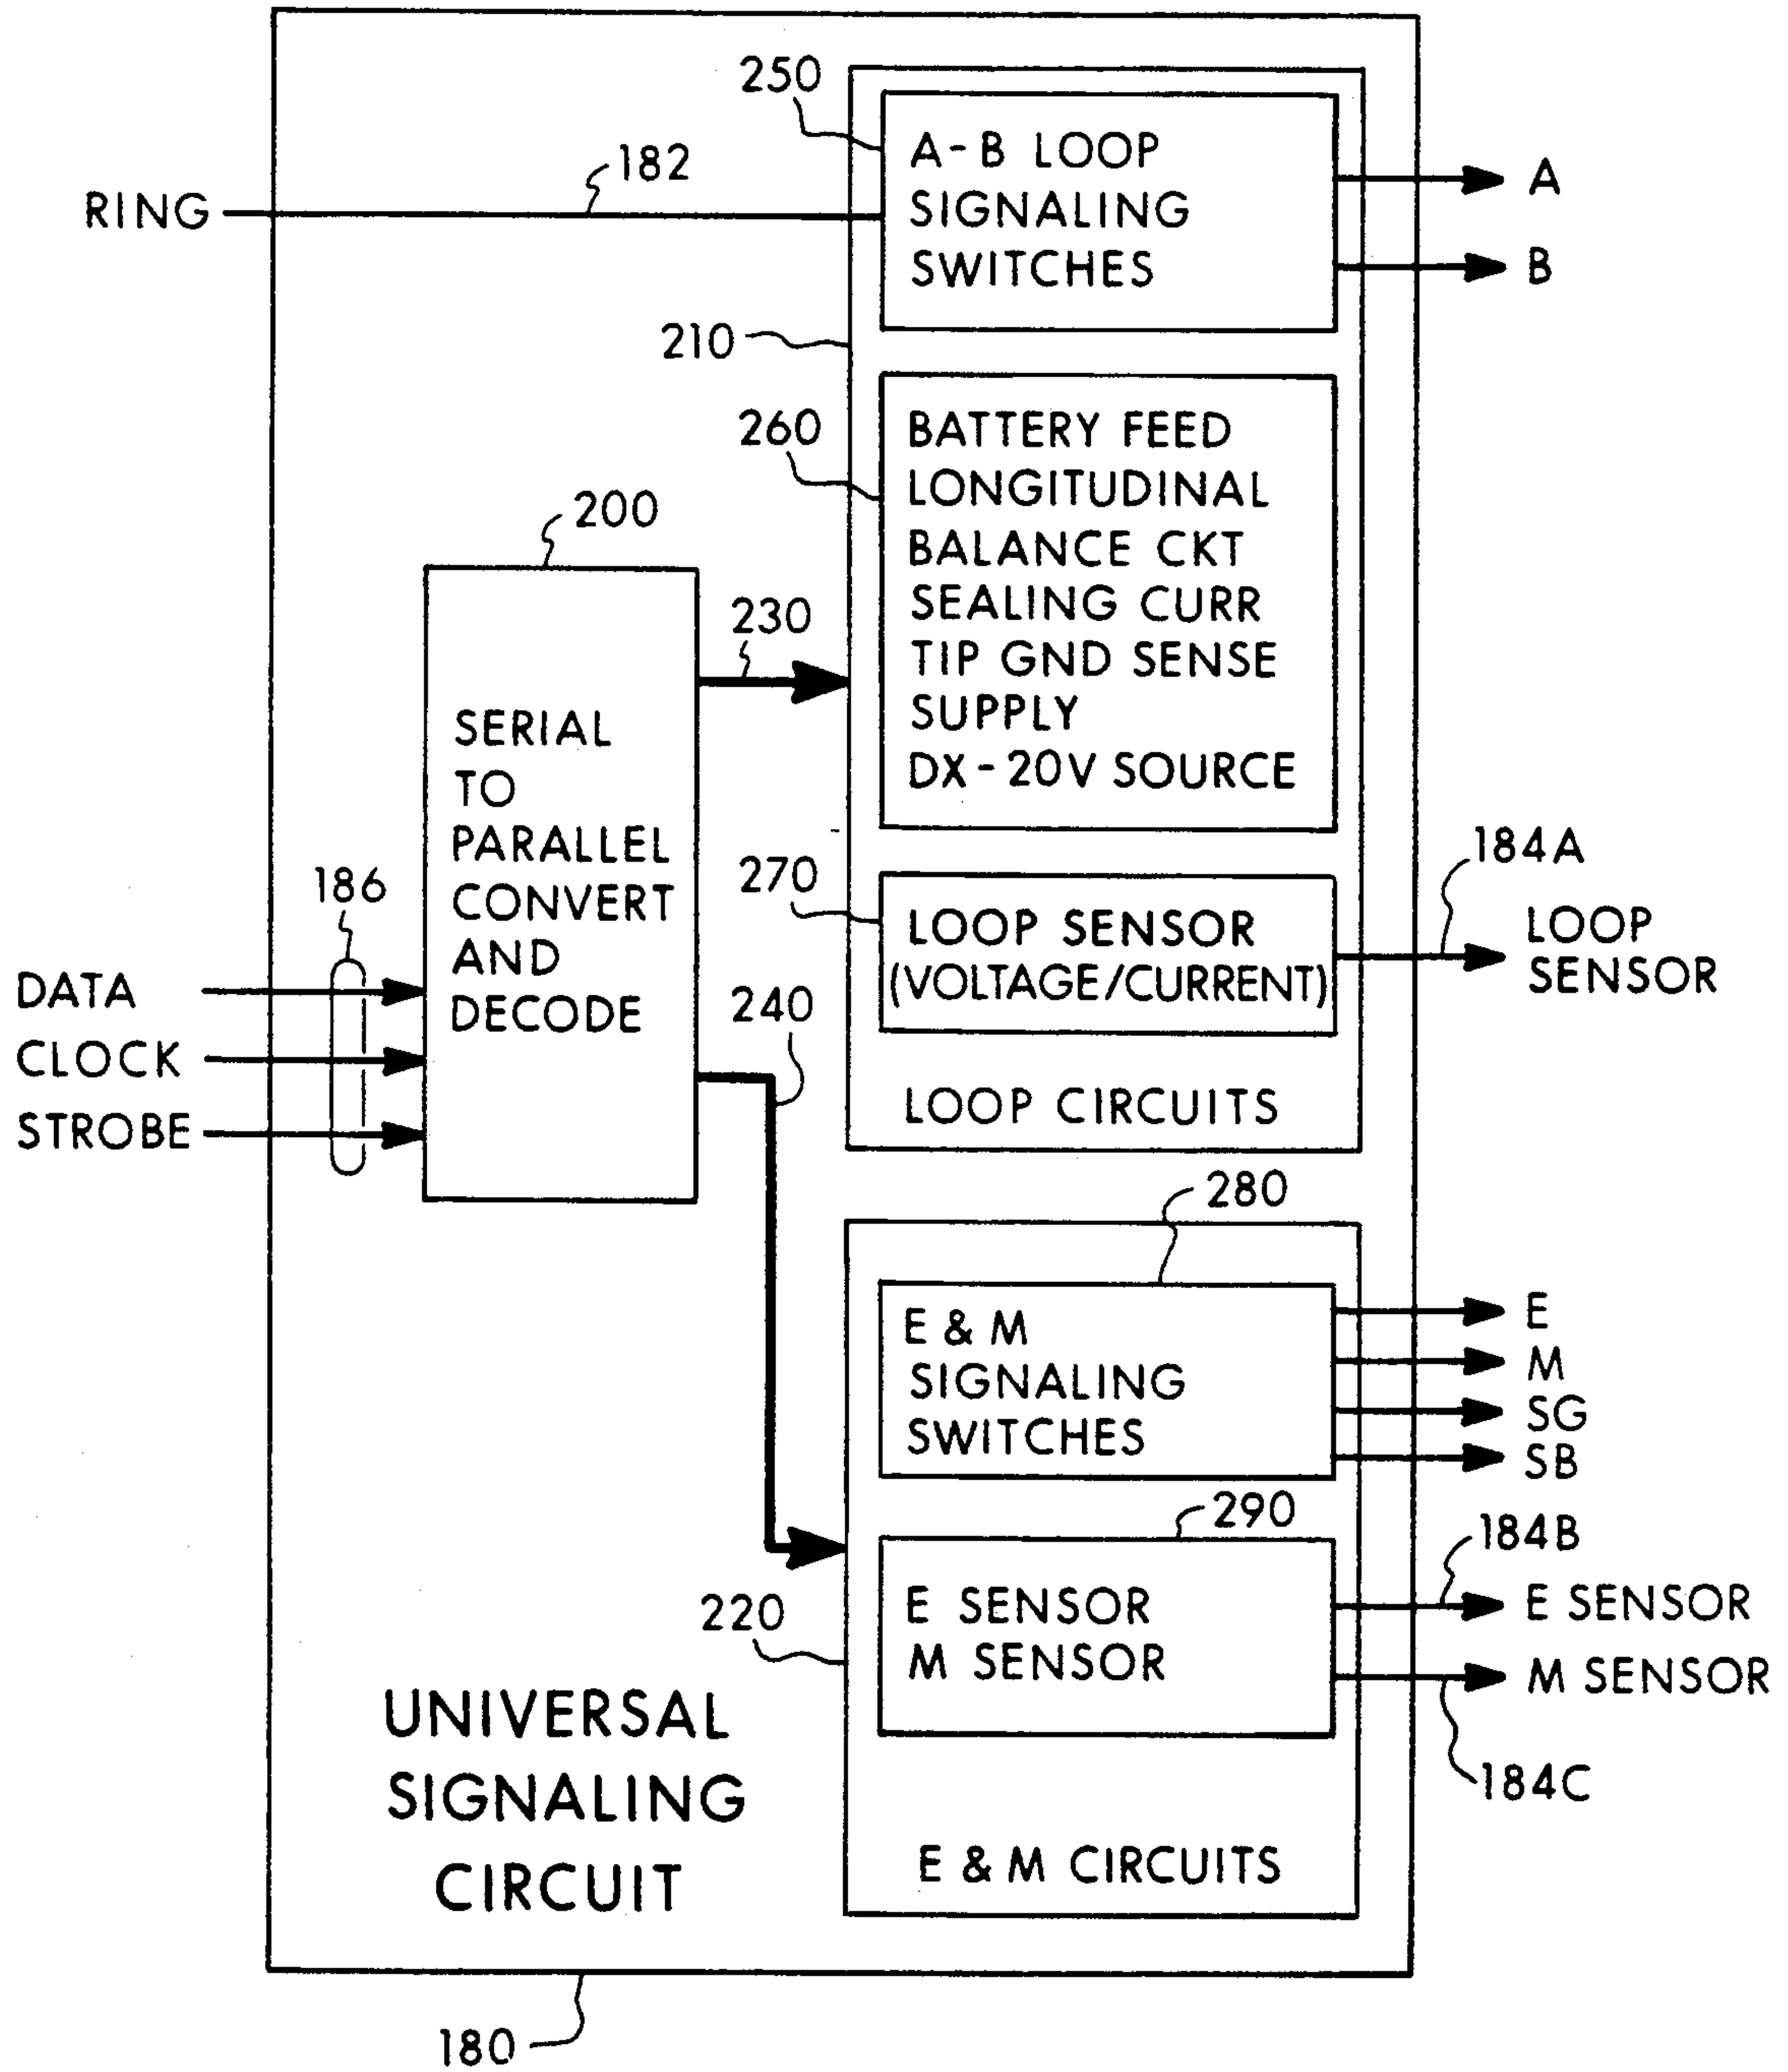 250
A-B LOOP
SIGNALING
SWITCHES
A
B
182
RING
210
260
BATTERY FEED
LONGITUDINAL
BALANCE CKT
SEALING CURR
TIP GND SENSE
SUPPLY
DX-20V SOURCE
200
230
SERIAL
TO
PARALLEL
CONVERT
AND
DECODE
186
DATA
CLOCK
STROBE
240
270
LOOP SENSOR
(VOLTAGE/CURRENT)
184A
LOOP
SENSOR
LOOP CIRCUITS
280
E & M
SIGNALING
SWITCHES
E
M
SG
SB
290
184B
E SENSOR
M SENSOR
E SENSOR
M SENSOR
220
184C
E & M CIRCUITS
UNIVERSAL
SIGNALING
CIRCUIT
180